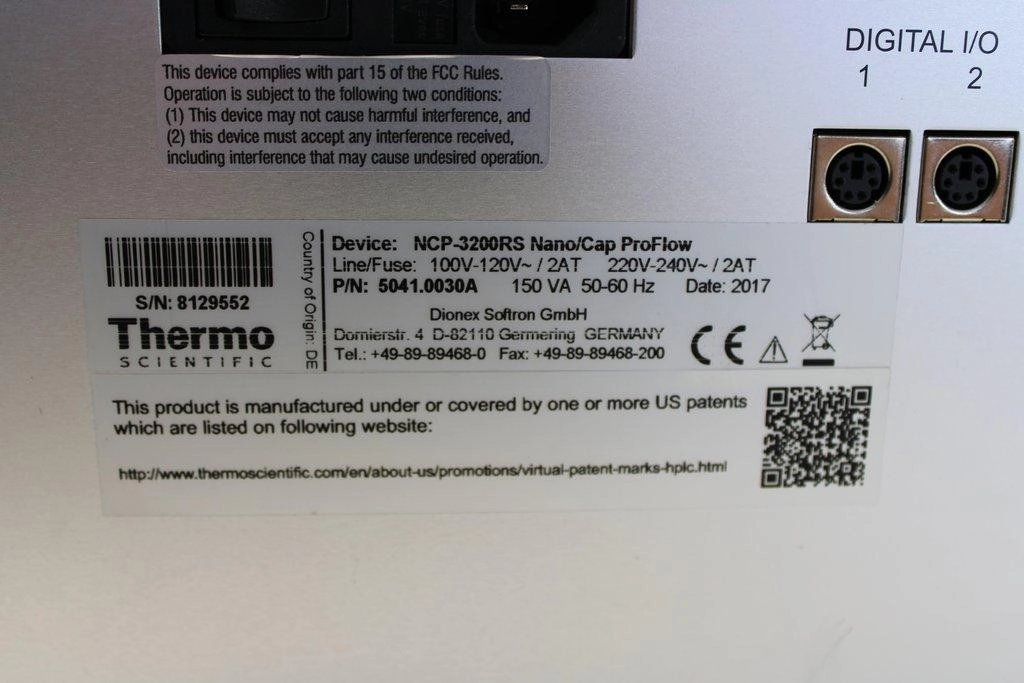 DIGITAL I/O
1 2
This device complies with part 15 of the FCC Rules.
Operation is subject to the following two conditions:
(1) This device may not cause harmful interference, and
(2) this device must accept any interference received,
including interference that may cause undesired operation.
S/N: 8129552
Thermo
SCIENTIFIC
Country of Origin: DE
Device: NCP-3200RS Nano/Cap ProFlow
Line/Fuse: 100V-120V~ / 2AT 220V-240V~ / 2AT
P/N: 5041.0030A 150 VA 50-60 Hz Date: 2017
Dionex Softron GmbH
Dornierstr. 4 D-82110 Germering GERMANY
Tel.: +49-89-89468-0 Fax: +49-89-89468-200
CE
This product is manufactured under or covered by one or more US patents
which are listed on following website:
http://www.thermoscientific.com/en/about-us/promotions/virtual-patent-marks-hplc.html